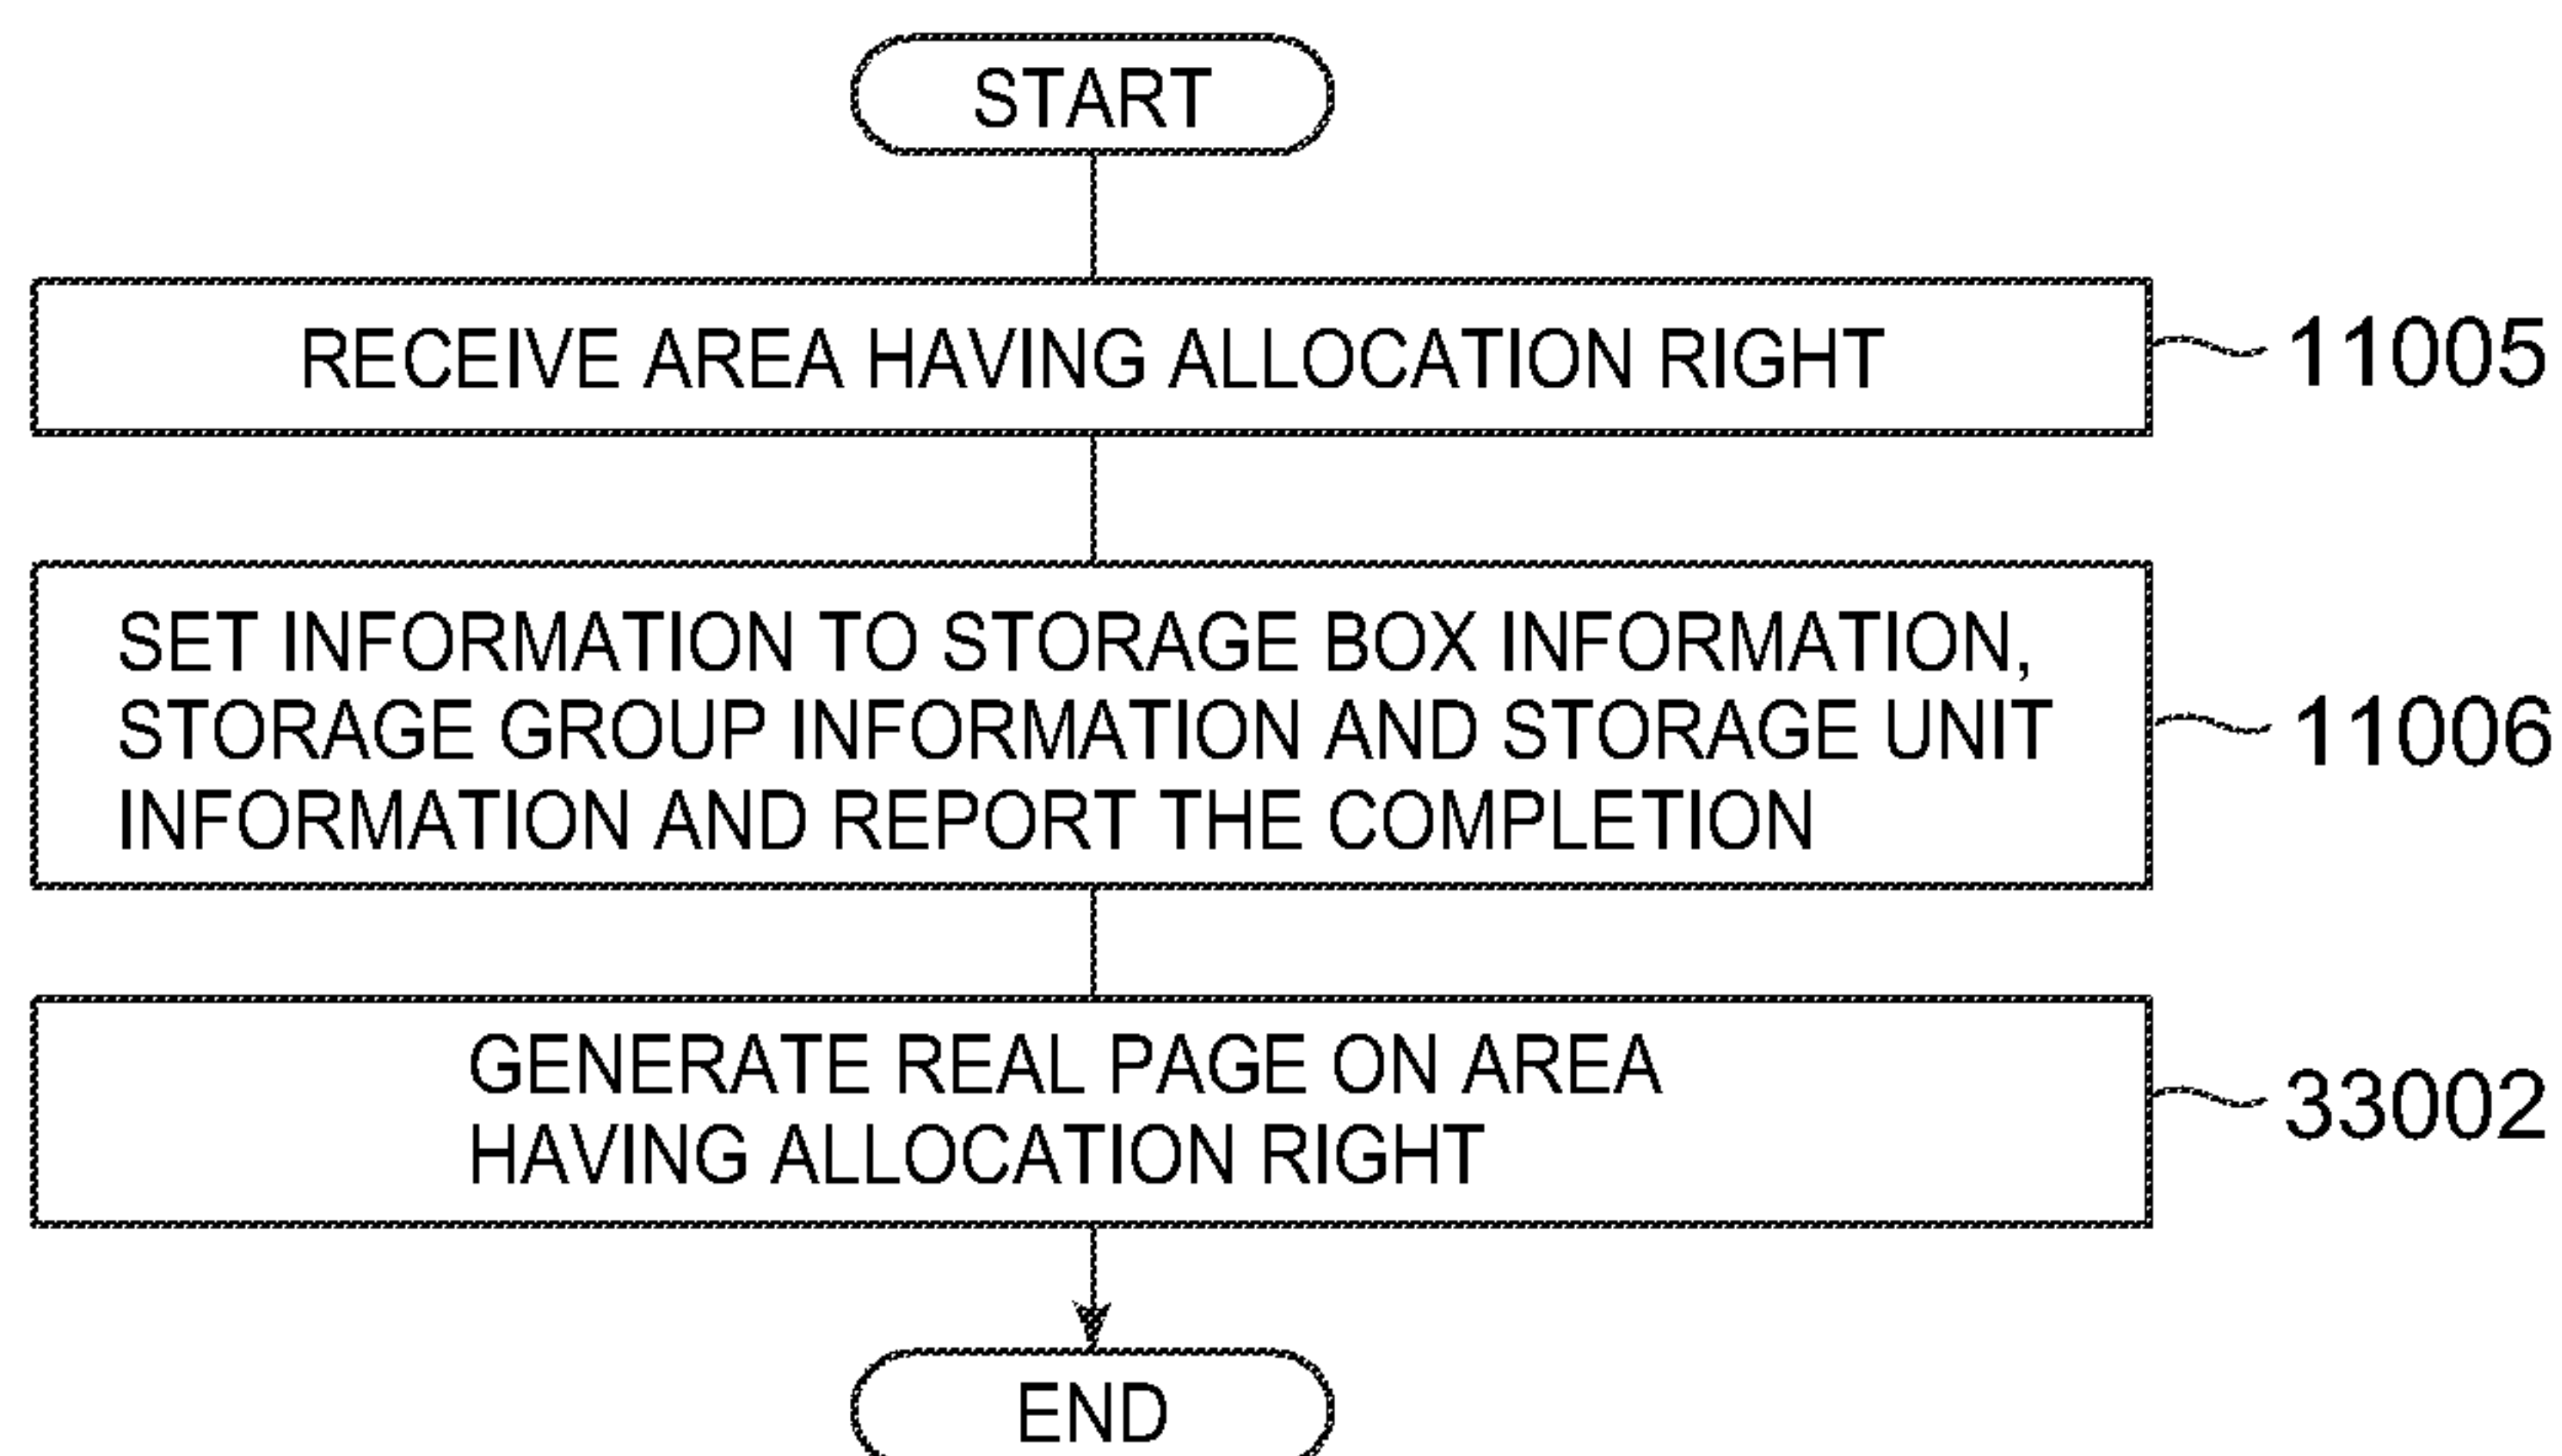 START
RECEIVE AREA HAVING ALLOCATION RIGHT
11005
SET INFORMATION TO STORAGE BOX INFORMATION,
STORAGE GROUP INFORMATION AND STORAGE UNIT
INFORMATION AND REPORT THE COMPLETION
11006
GENERATE REAL PAGE ON AREA
HAVING ALLOCATION RIGHT
33002
END